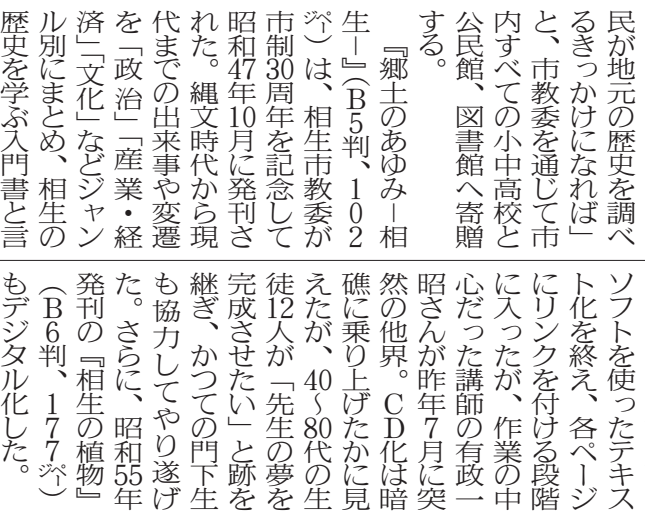 民が地元の歴史を調べ
るきっかけになれば」
と、市教委を通じて市
内すべての小中高校と
公民館、図書館へ寄贈
する。
『郷土のあゆみ－相
生－』（Ｂ５判、１０２
㌻）は、相生市教委が
市制30周年を記念して
昭和47年10月に発刊さ
れた。縄文時代から現
代までの出来事や変遷
を「政治」「産業・経
済」「文化」などジャン
ル別にまとめ、相生の
歴史を学ぶ入門書と言
ソフトを使ったテキス
ト化を終え、各ページ
にリンクを付ける段階
に入ったが、作業の中
心だった講師の有政一
昭さんが昨年７月に突
然の他界。ＣＤ化は暗
礁に乗り上げたかに見
えたが、40～80代の生
徒12人が「先生の夢を
完成させたい」と跡を
継ぎ、かつての門下生
も協力してやり遂げ
た。さらに、昭和55年
発刊の『相生の植物』
（Ｂ６判、１７７㌻）
もデジタル化した。